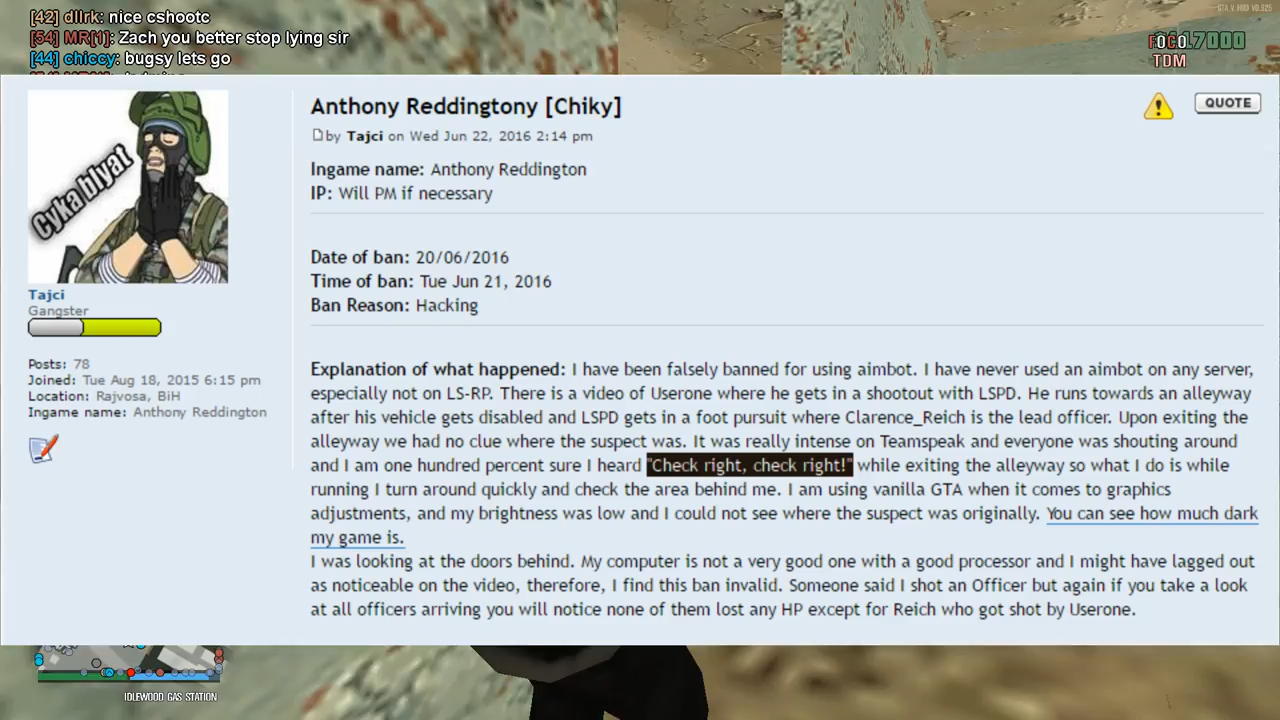 [42] dllrk: nice cshootc
[54] MR[1]: Zach you better stop lying sir
[44] chiccy: bugsy lets go
FOCO
TDM
Anthony Reddingtony [Chiky]
QUOTE
by Tajci on Wed Jun 22, 2016 2:14 pm
Ingame name: Anthony Reddington
IP: Will PM if necessary
Cyka blyat
Date of ban: 20/06/2016
Time of ban: Tue Jun 21, 2016
Ban Reason: Hacking
Tajci
Gangster
Posts: 78
Joined: Tue Aug 18, 2015 6:15 pm
Location: Rajvosa, BiH
Ingame name: Anthony Reddington
Explanation of what happened: I have been falsely banned for using aimbot. I have never used an aimbot on any server,
especially not on LS-RP. There is a video of Userone where he gets in a shootout with LSPD. He runs towards an alleyway
after his vehicle gets disabled and LSPD gets in a foot pursuit where Clarence_Reich is the lead officer. Upon exiting the
alleyway we had no clue where the suspect was. It was really intense on Teamspeak and everyone was shouting around
and I am one hundred percent sure I heard "Check right, check right!" while exiting the alleyway so what I do is while
running I turn around quickly and check the area behind me. I am using vanilla GTA when it comes to graphics
adjustments, and my brightness was low and I could not see where the suspect was originally. You can see how much dark
my game is.
I was looking at the doors behind. My computer is not a very good one with a good processor and I might have lagged out
as noticeable on the video, therefore, I find this ban invalid. Someone said I shot an Officer but again if you take a look
at all officers arriving you will notice none of them lost any HP except for Reich who got shot by Userone.
IDLEWOOD GAS STATION